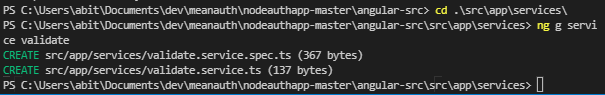 PS C:\Users\abit\Documents\dev\meanauth\nodeauthapp-master\angular-src> cd .\src\app\services\
PS C:\Users\abit\Documents\dev\meanauth\nodeauthapp-master\angular-src\src\app\services> ng g servi
ce validate
CREATE src/app/services/validate.service.spec.ts (367 bytes)
CREATE src/app/services/validate.service.ts (137 bytes)
PS C:\Users\abit\Documents\dev\meanauth\nodeauthapp-master\angular-src\src\app\services>